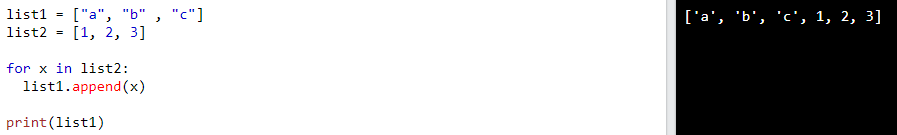 list1 = ["a", "b" , "c"]
list2 = [1, 2, 3]
for x in list2:
  list1.append(x)
print(list1)
['a', 'b', 'c', 1, 2, 3]